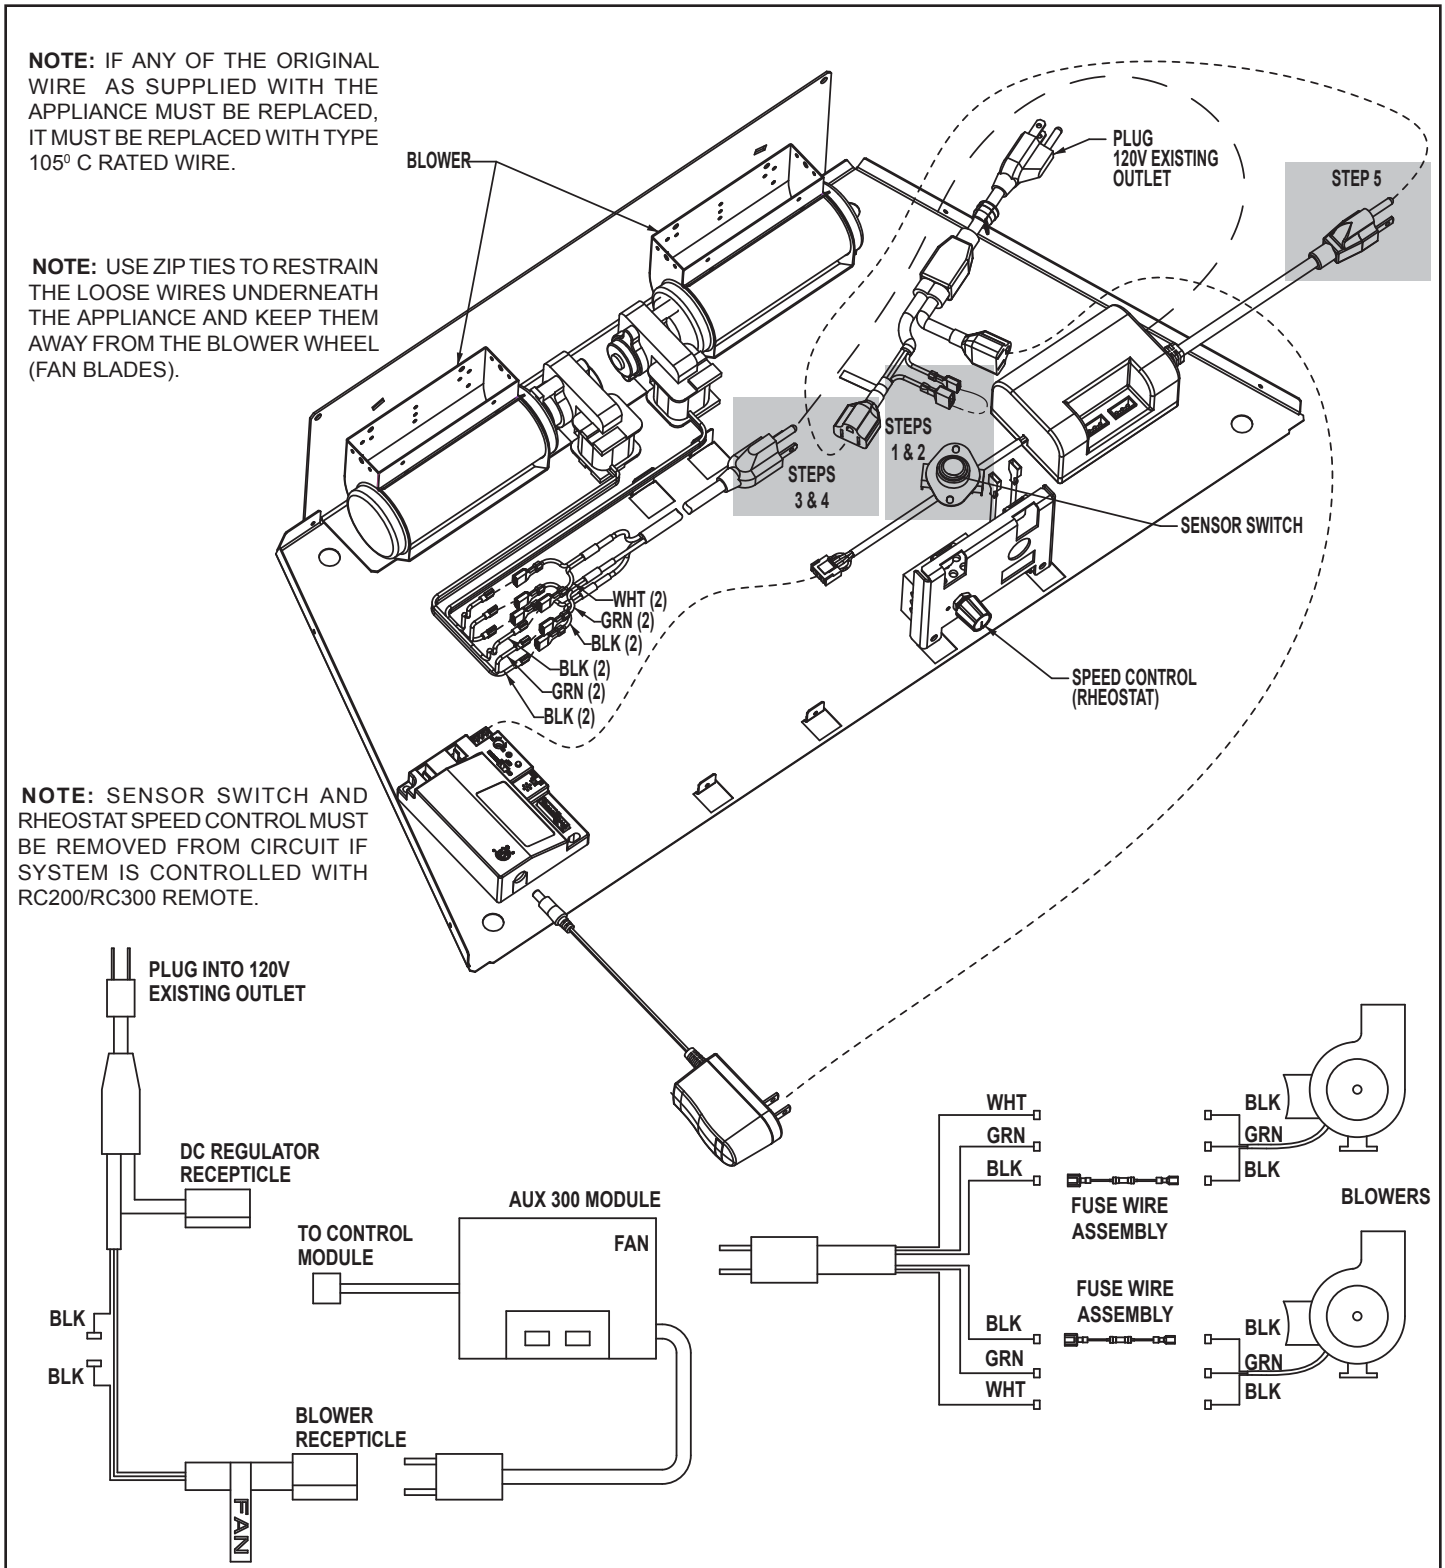 NOTE: IF ANY OF THE ORIGINAL
WIRE AS SUPPLIED WITH THE
APPLIANCE MUST BE REPLACED,
IT MUST BE REPLACED WITH TYPE
105⁰ C RATED WIRE.
BLOWER
PLUG
120V EXISTING
OUTLET
STEP 5
NOTE: USE ZIP TIES TO RESTRAIN
THE LOOSE WIRES UNDERNEATH
THE APPLIANCE AND KEEP THEM
AWAY FROM THE BLOWER WHEEL
(FAN BLADES).
STEPS
1 & 2
STEPS
3 & 4
SENSOR SWITCH
WHT (2)
GRN (2)
BLK (2)
BLK (2)
GRN (2)
BLK (2)
SPEED CONTROL
(RHEOSTAT)
NOTE: SENSOR SWITCH AND
RHEOSTAT SPEED CONTROL MUST
BE REMOVED FROM CIRCUIT IF
SYSTEM IS CONTROLLED WITH
RC200/RC300 REMOTE.
PLUG INTO 120V
EXISTING OUTLET
DC REGULATOR
RECEPTICLE
BLK
BLK
BLOWER
RECEPTICLE
FAN
TO CONTROL
MODULE
AUX 300 MODULE
FAN
WHT
GRN
BLK
FUSE WIRE
ASSEMBLY
BLK
GRN
BLK
BLOWERS
FUSE WIRE
ASSEMBLY
BLK
GRN
WHT
BLK
GRN
BLK